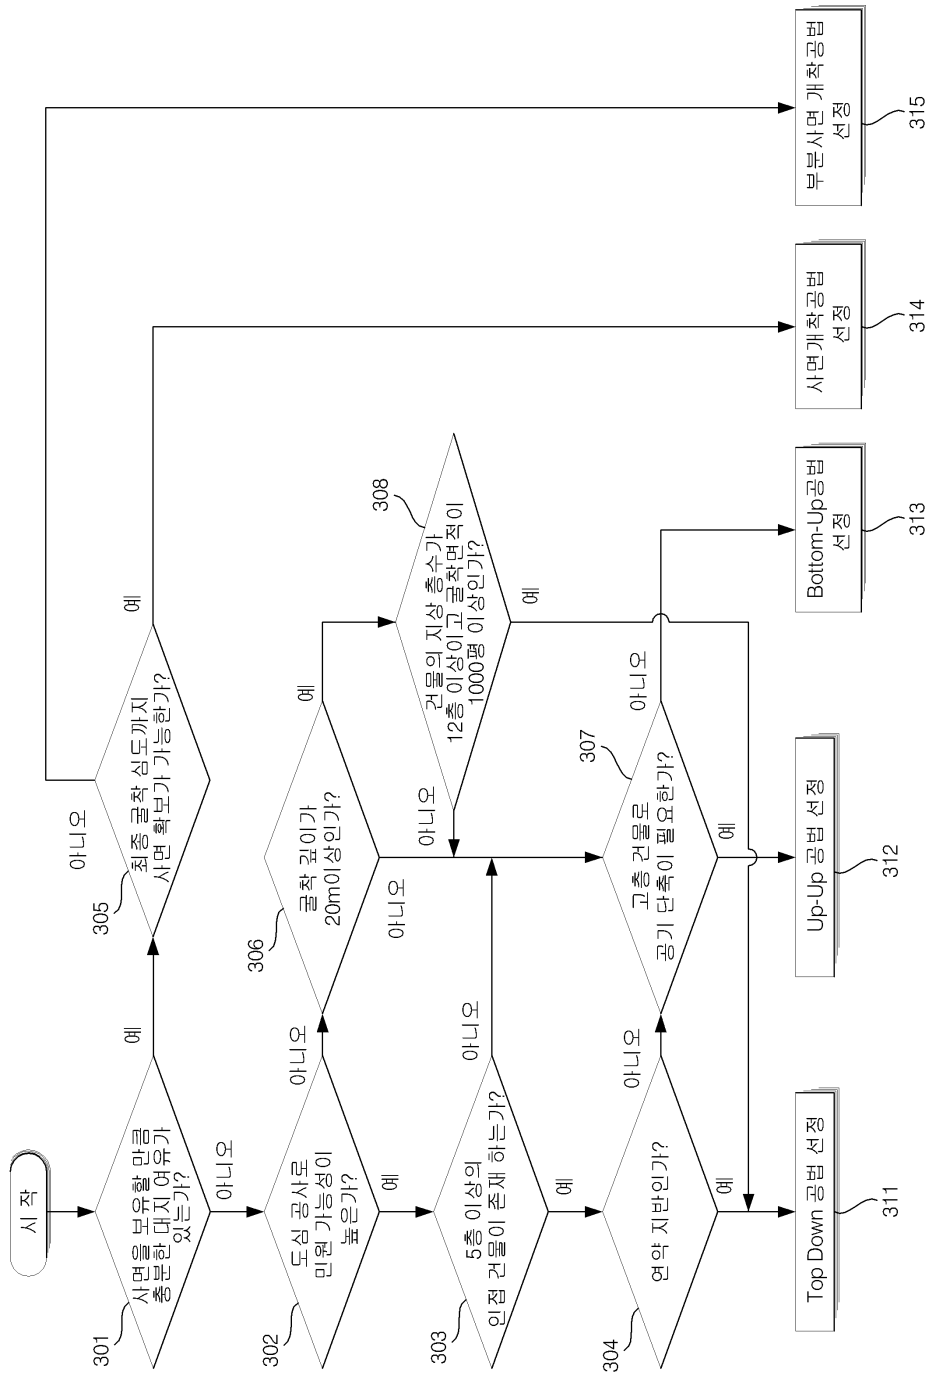 시 작
301
사면을 보유할 만큼
충분한 대지 여유가
있는가?
예
아니오
305
최종 굴착 심도까지
사면 확보가 가능한가?
아니오
예
302
도심 공사로
민원 가능성이
높은가?
아니오
예
306
굴착 깊이가
20m이상인가?
예
아니오
308
건물의 지상 층수가
12층 이상이고 굴착면적이
1000평 이상인가?
아니오
예
303
5층 이상의
인접 건물이 존재 하는가?
아니오
예
304
연약 지반인가?
아니오
예
307
고층 건물로
공기 단축이 필요한가?
아니오
예
Top Down 공법 선정
311
Up-Up 공법 선정
312
Bottom-Up공법
선정
313
사면개착공법
선정
314
부분사면 개착공법
선정
315